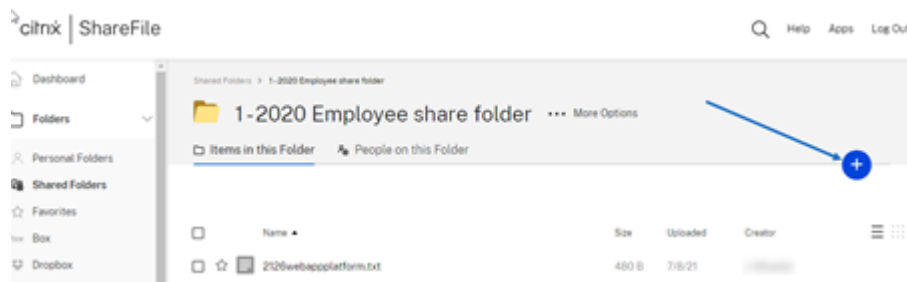 citrix | ShareFile
Help Apps Log Out
Dashboard
Folders
Personal Folders
Shared Folders
Favorites
Box
Dropbox
Shared Folders > 1-2020 Employee share folder
1-2020 Employee share folder ••• More Options
Items in this Folder People on this Folder
Name Size Uploaded Creator
2126webappplatform.txt 480 B 7/8/21